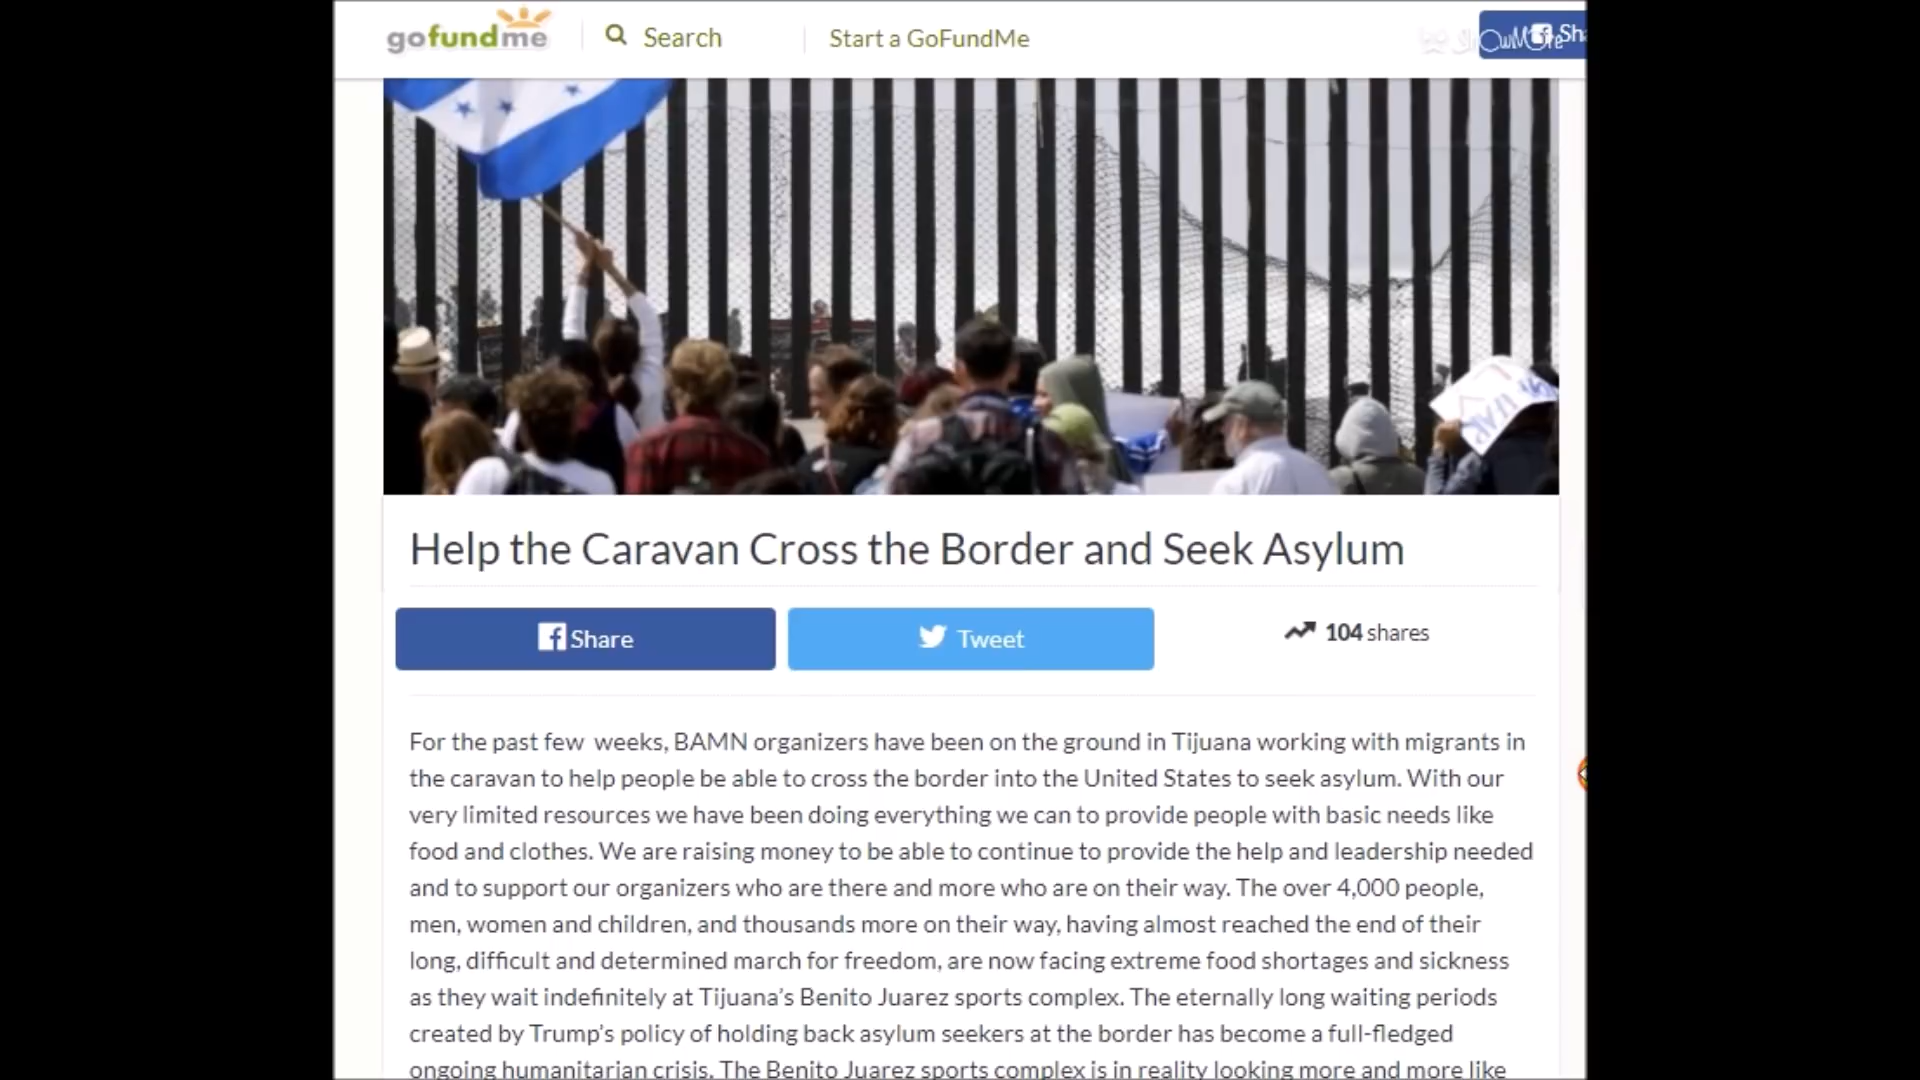 gofundme Search Start a GoFundMe
ShowMore Sha
WAR
Help the Caravan Cross the Border and Seek Asylum
Share Tweet 104 shares
For the past few weeks, BAMN organizers have been on the ground in Tijuana working with migrants in
the caravan to help people be able to cross the border into the United States to seek asylum. With our
very limited resources we have been doing everything we can to provide people with basic needs like
food and clothes. We are raising money to be able to continue to provide the help and leadership needed
and to support our organizers who are there and more who are on their way. The over 4,000 people,
men, women and children, and thousands more on their way, having almost reached the end of their
long, difficult and determined march for freedom, are now facing extreme food shortages and sickness
as they wait indefinitely at Tijuana's Benito Juarez sports complex. The eternally long waiting periods
created by Trump's policy of holding back asylum seekers at the border has become a full-fledged
ongoing humanitarian crisis. The Benito Juarez sports complex is in reality looking more and more like